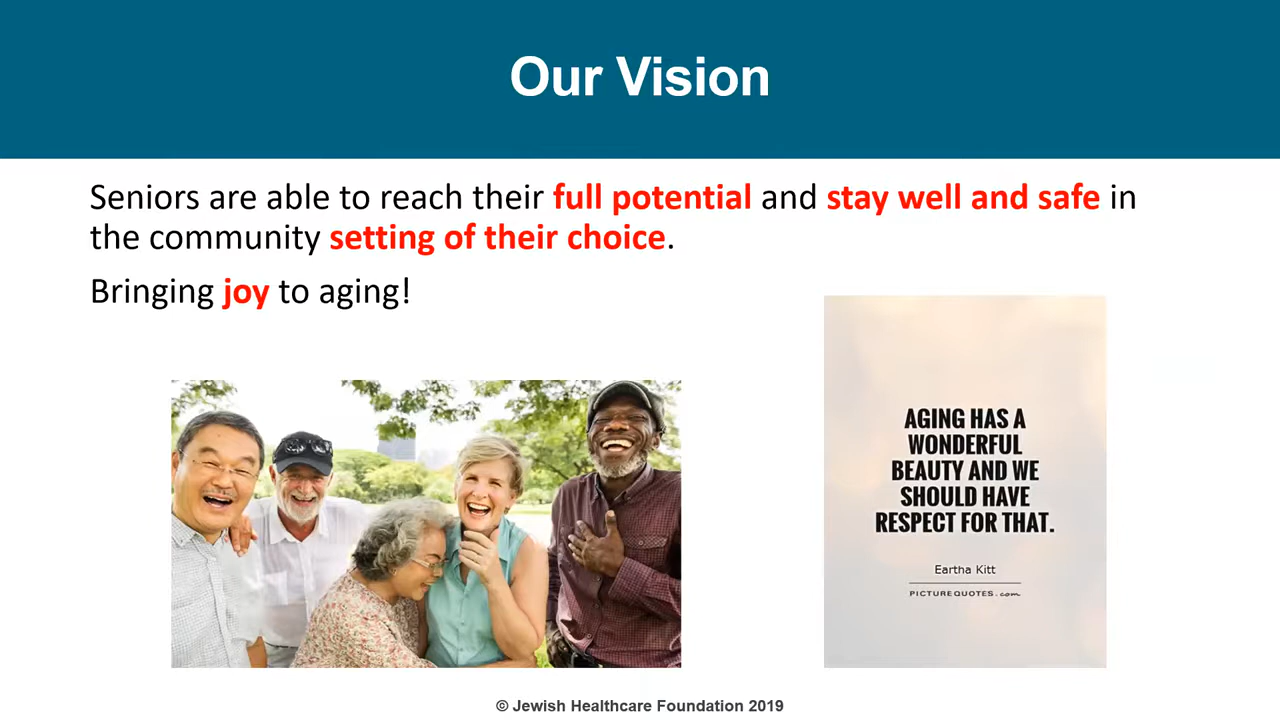 Our Vision
Seniors are able to reach their full potential and stay well and safe in
the community setting of their choice.
Bringing joy to aging!
AGING HAS A
WONDERFUL
BEAUTY AND WE
SHOULD HAVE
RESPECT FOR THAT.
Eartha Kitt
PICTUREQUOTES.com
© Jewish Healthcare Foundation 2019